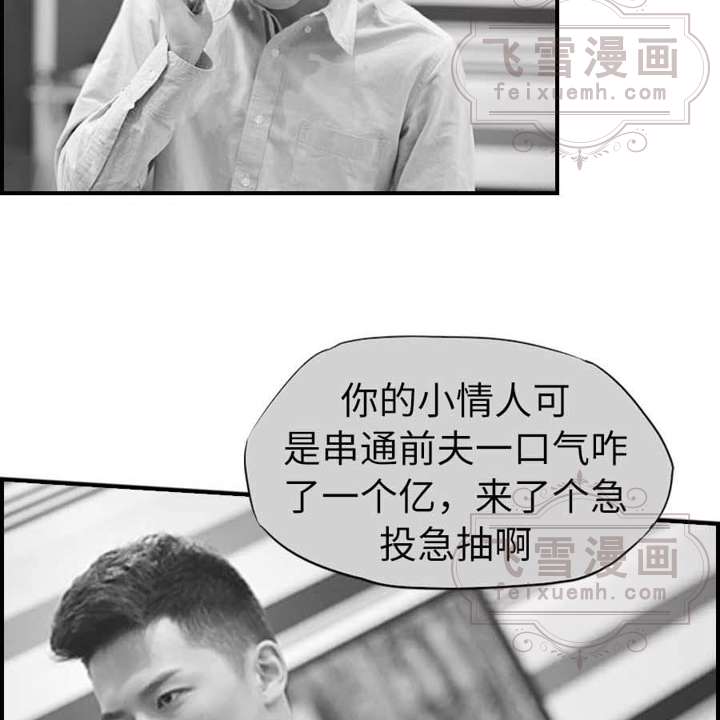 飞雪漫画
feixuemh.com
你的小情人可
是串通前夫一口气咋
了一个亿，来了个急
投急抽啊
飞雪漫画
feixuemh.com